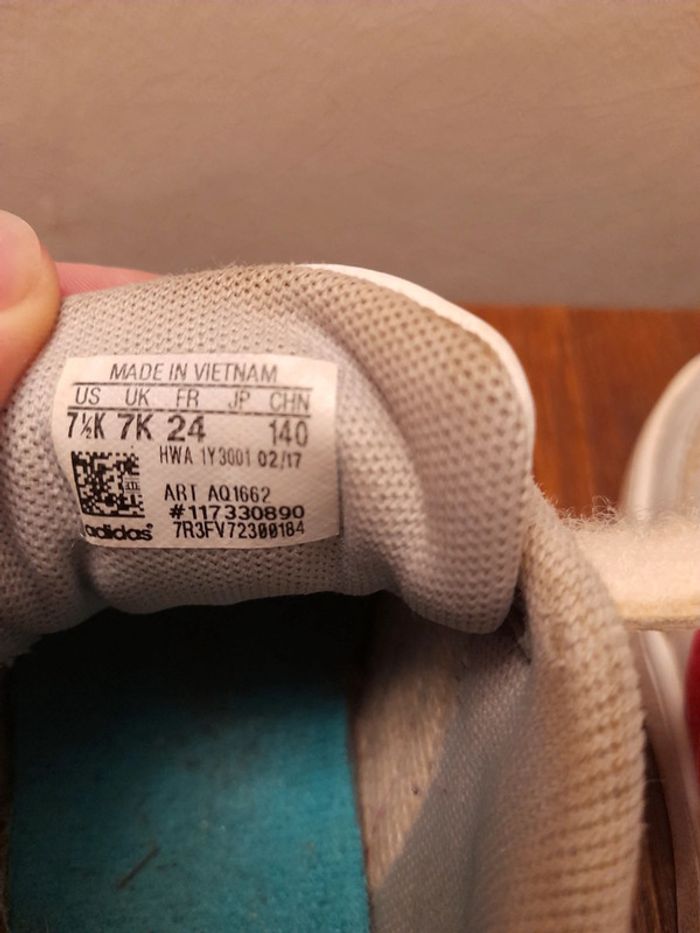 MADE IN VIETNAM
US UK FR JP CHN
7½K 7K 24 140
HWA 1Y3001 02/17
ART AQ1662
#117330890
adidas 7R3FV72300184